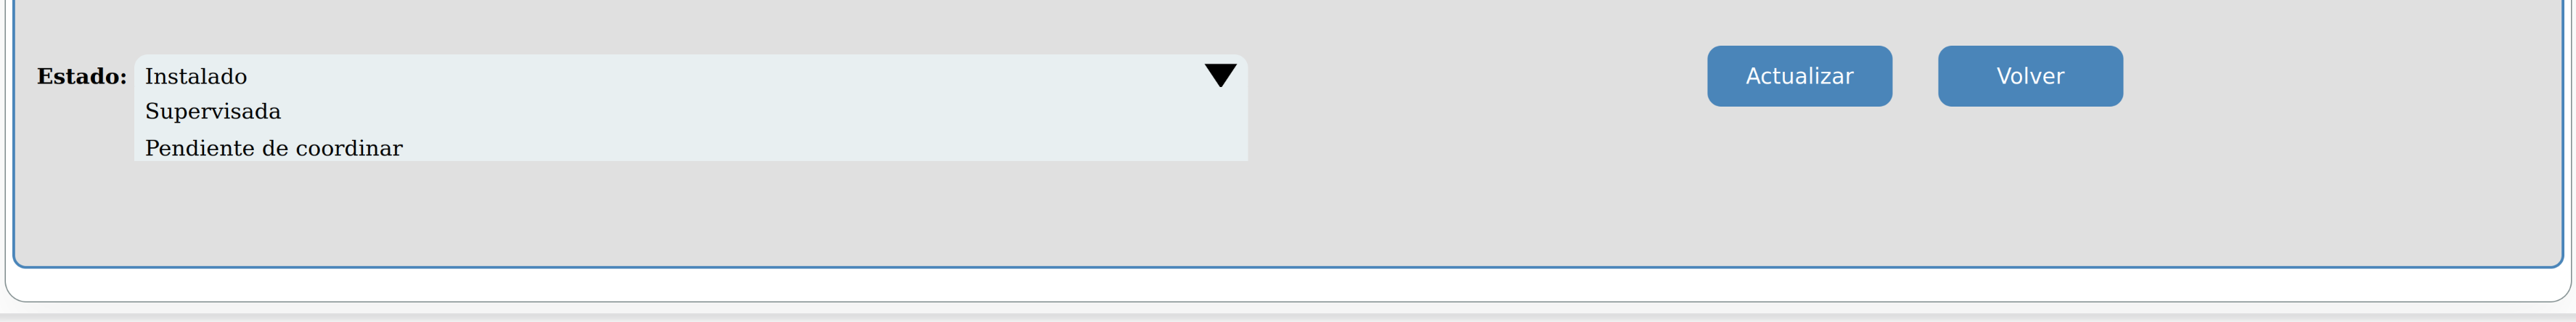 Estado: Instalado Actualizar Volver
Supervisada
Pendiente de coordinar